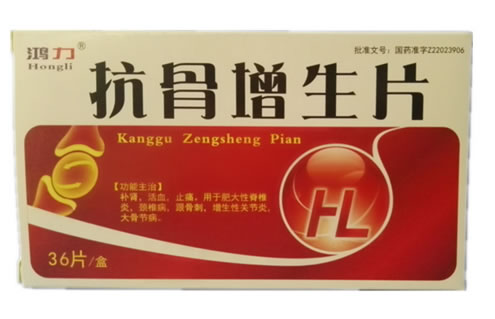 鸿力®
Hongli
批准文号：国药准字Z22023906
抗骨增生片
Kanggu Zengsheng Pian
【功能主治】
补肾，活血，止痛，用于肥大性脊椎
炎，颈椎病，跟骨刺，增生性关节炎，
大骨节病。
HL
36片/盒